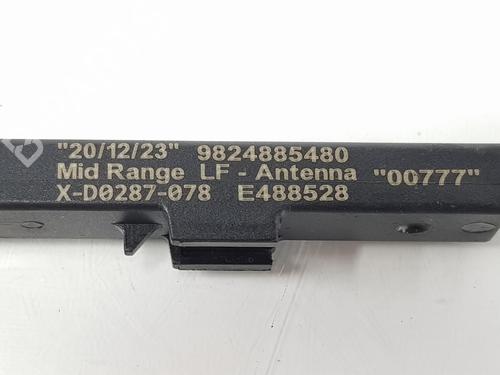 "20/12/23" 9824885480
Mid Range LF - Antenna "00777"
X-D0287-078 E488528